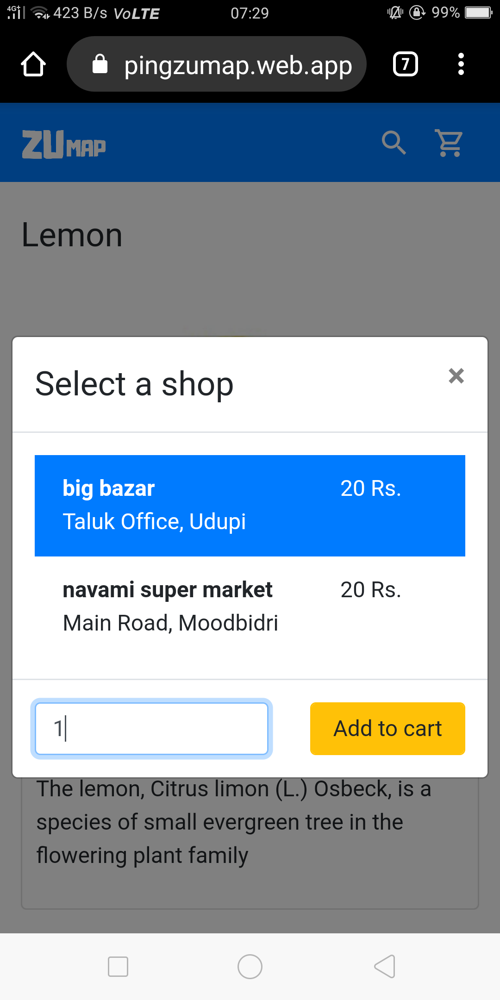 4G+ 423 B/s VoLTE 07:29 99%
pingzumap.web.app 7
ZUMAP
Lemon
Select a shop ×
big bazar 20 Rs.
Taluk Office, Udupi
navami super market 20 Rs.
Main Road, Moodbidri
1 Add to cart
The lemon, Citrus limon (L.) Osbeck, is a
species of small evergreen tree in the
flowering plant family